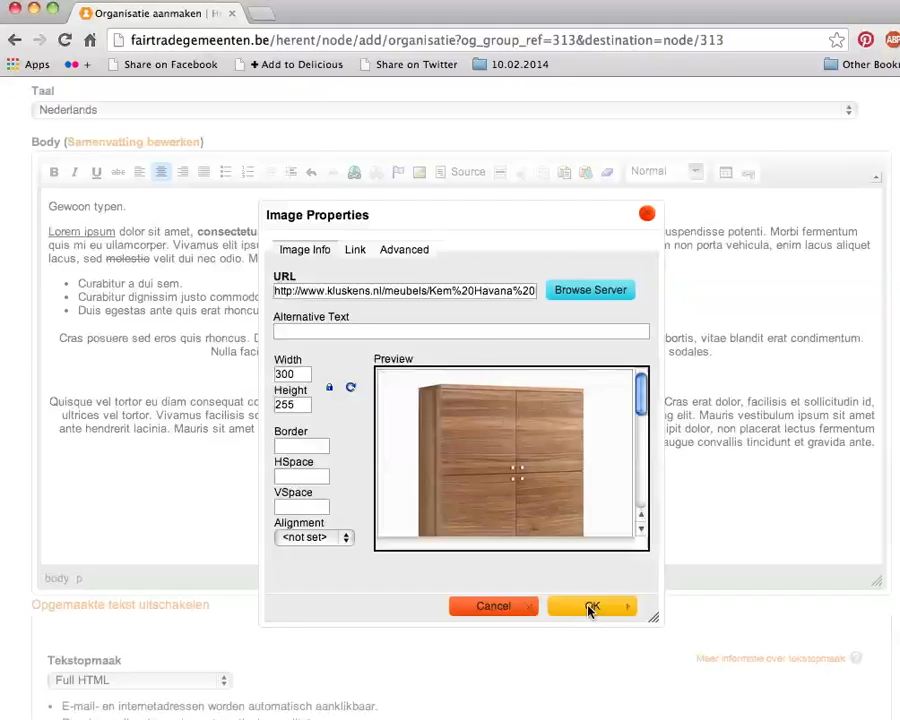 Organisatie aanmaken | H
fairtradegemeenten.be/herent/node/add/organisatie?og_group_ref=313&destination=node/313
Apps + Share on Facebook + Add to Delicious Share on Twitter 10.02.2014 Other Bookm
Taal
Nederlands
Body (Samenvatting bewerken)
B I U abc Source Normal
Gewoon typen.
Lorem ipsum dolor sit amet, consectetu
suspendisse potenti. Morbi fermentum
quis mi eu ullamcorper. Vivamus elit ips
non porta vehicula, enim lacus aliquet
lacus, sed molestie velit dui nec odio. M
Curabitur a dui sem.
Curabitur dignissim justo commodo
Duis egestas ante quis erat rhoncu
Cras posuere sed eros quis rhoncus. D
bortis, vitae blandit erat condimentum.
Nulla faci
sodales.
Quisque vel tortor eu diam consequat co
Cras erat dolor, facilisis et sollicitudin id,
ultrices vel tortor. Vivamus facilisis so
elit. Mauris vestibulum ipsum sit amet
ante hendrerit lacinia. Mauris sit amet
ipit dolor, non placerat lectus fermentum
augue convallis tincidunt et gravida ante.
body p
Opgemaakte tekst uitschakelen
Tekstopmaak
Meer informatie over tekstopmaak ?
Full HTML
E-mail- en internetadressen worden automatisch aanklikbaar.
Image Properties
Image Info Link Advanced
URL
http://www.kluskens.nl/meubels/Kem%20Havana%20
Browse Server
Alternative Text
Width
300
Height
255
Border
HSpace
VSpace
Alignment
<not set>
Preview
Cancel OK